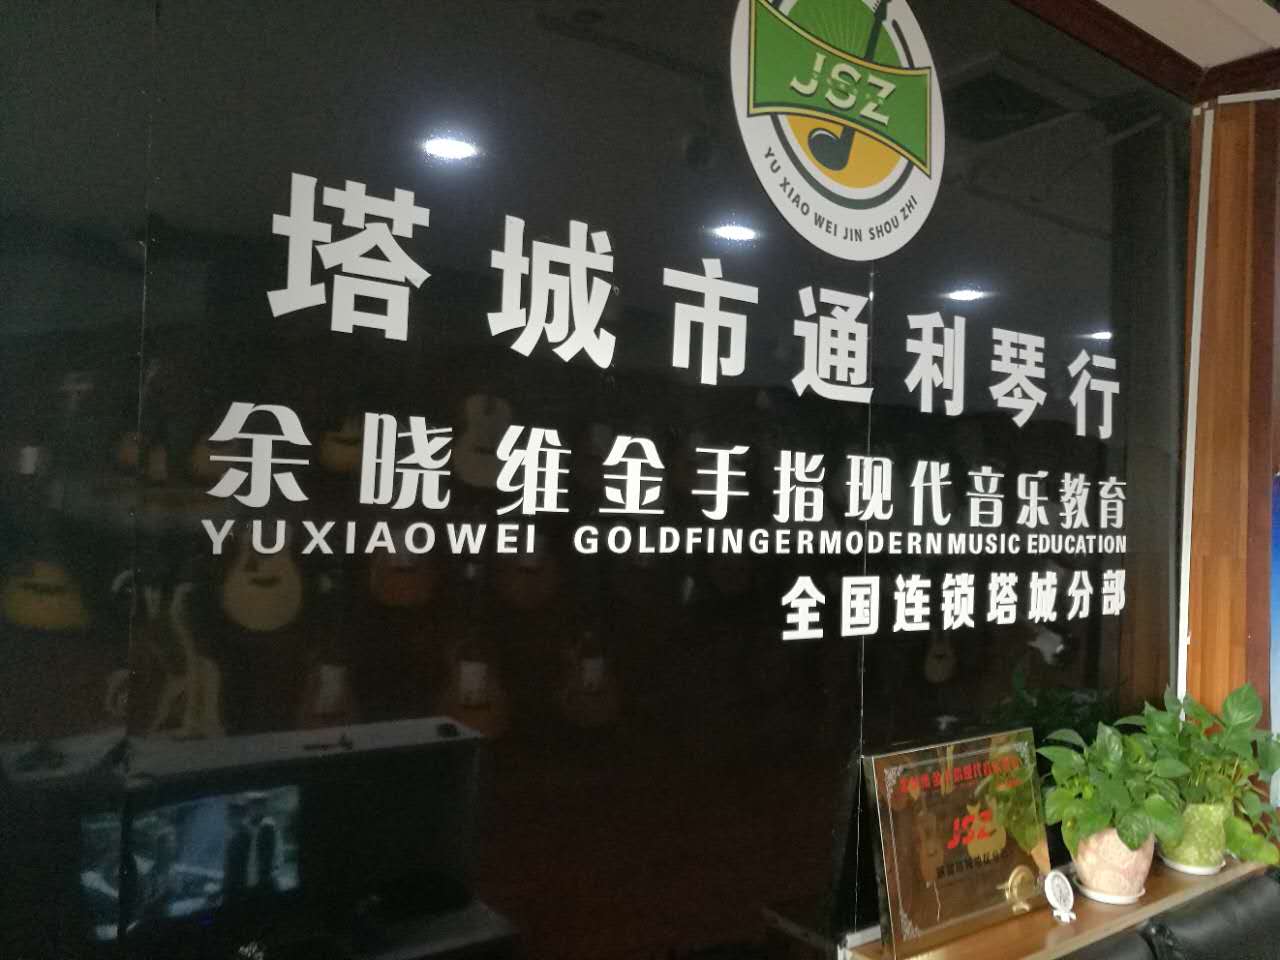 JSZ
YU XIAO WEI JIN SHOU ZHI
塔城市通利琴行
余晓维金手指现代音乐教育
YUXIAOWEI GOLDFINGERMODERNMUSIC EDUCATION
全国连锁塔城分部
JSZ